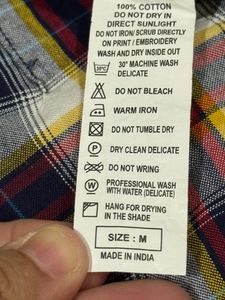 100% COTTON
DO NOT DRY IN
DIRECT SUNLIGHT
DO NOT IRON/SCRUB DIRECTLY
ON PRINT / EMBROIDERY
WASH AND DRY INSIDE OUT
30° MACHINE WASH
DELICATE
DO NOT BLEACH
WARM IRON
DO NOT TUMBLE DRY
P
DRY CLEAN DELICATE
DO NOT WRING
W
PROFESSIONAL WASH
WITH WATER (DELICATE)
HANG FOR DRYING
IN THE SHADE
SIZE : M
MADE IN INDIA